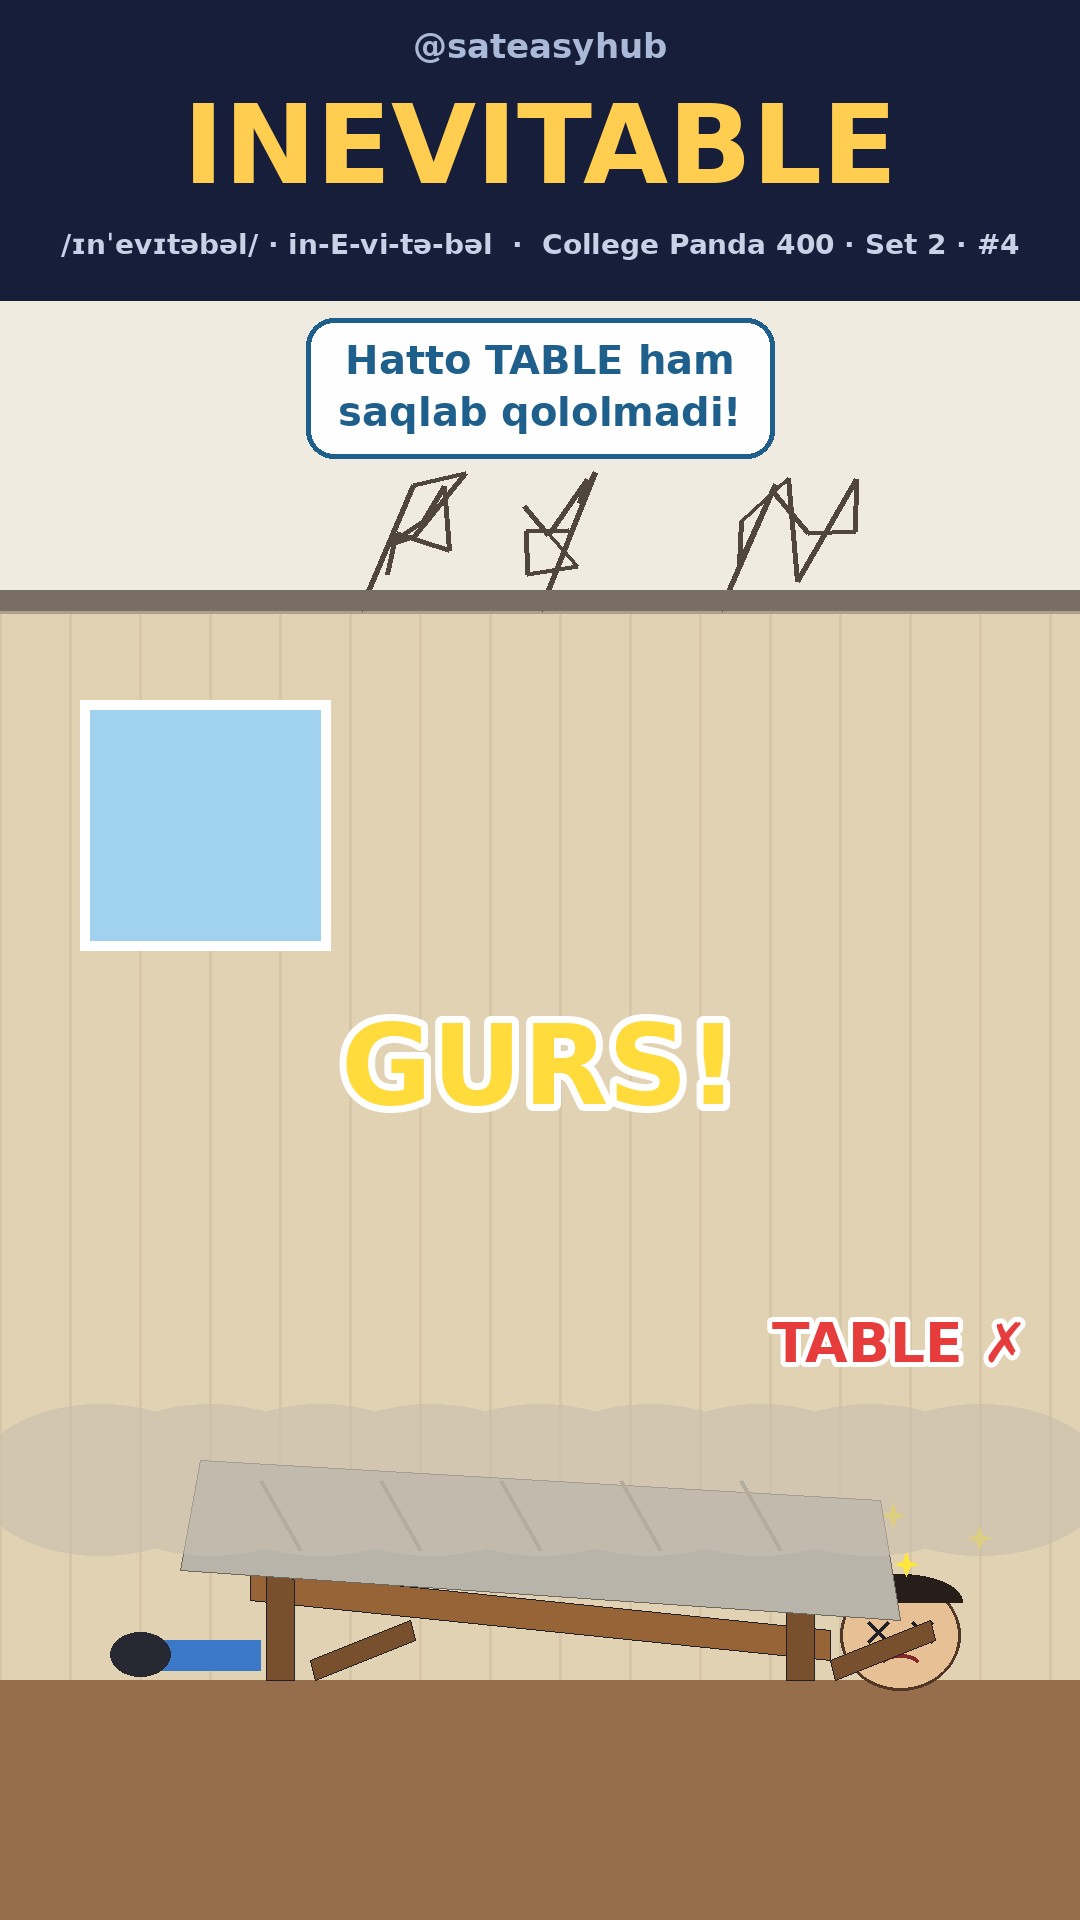 @sateasyhub
INEVITABLE
/ɪnˈevɪtəbəl/ · in-E-vi-tə-bəl · College Panda 400 · Set 2 · #4
Hatto TABLE ham
saqlab qololmadi!
GURS!
TABLE ✗